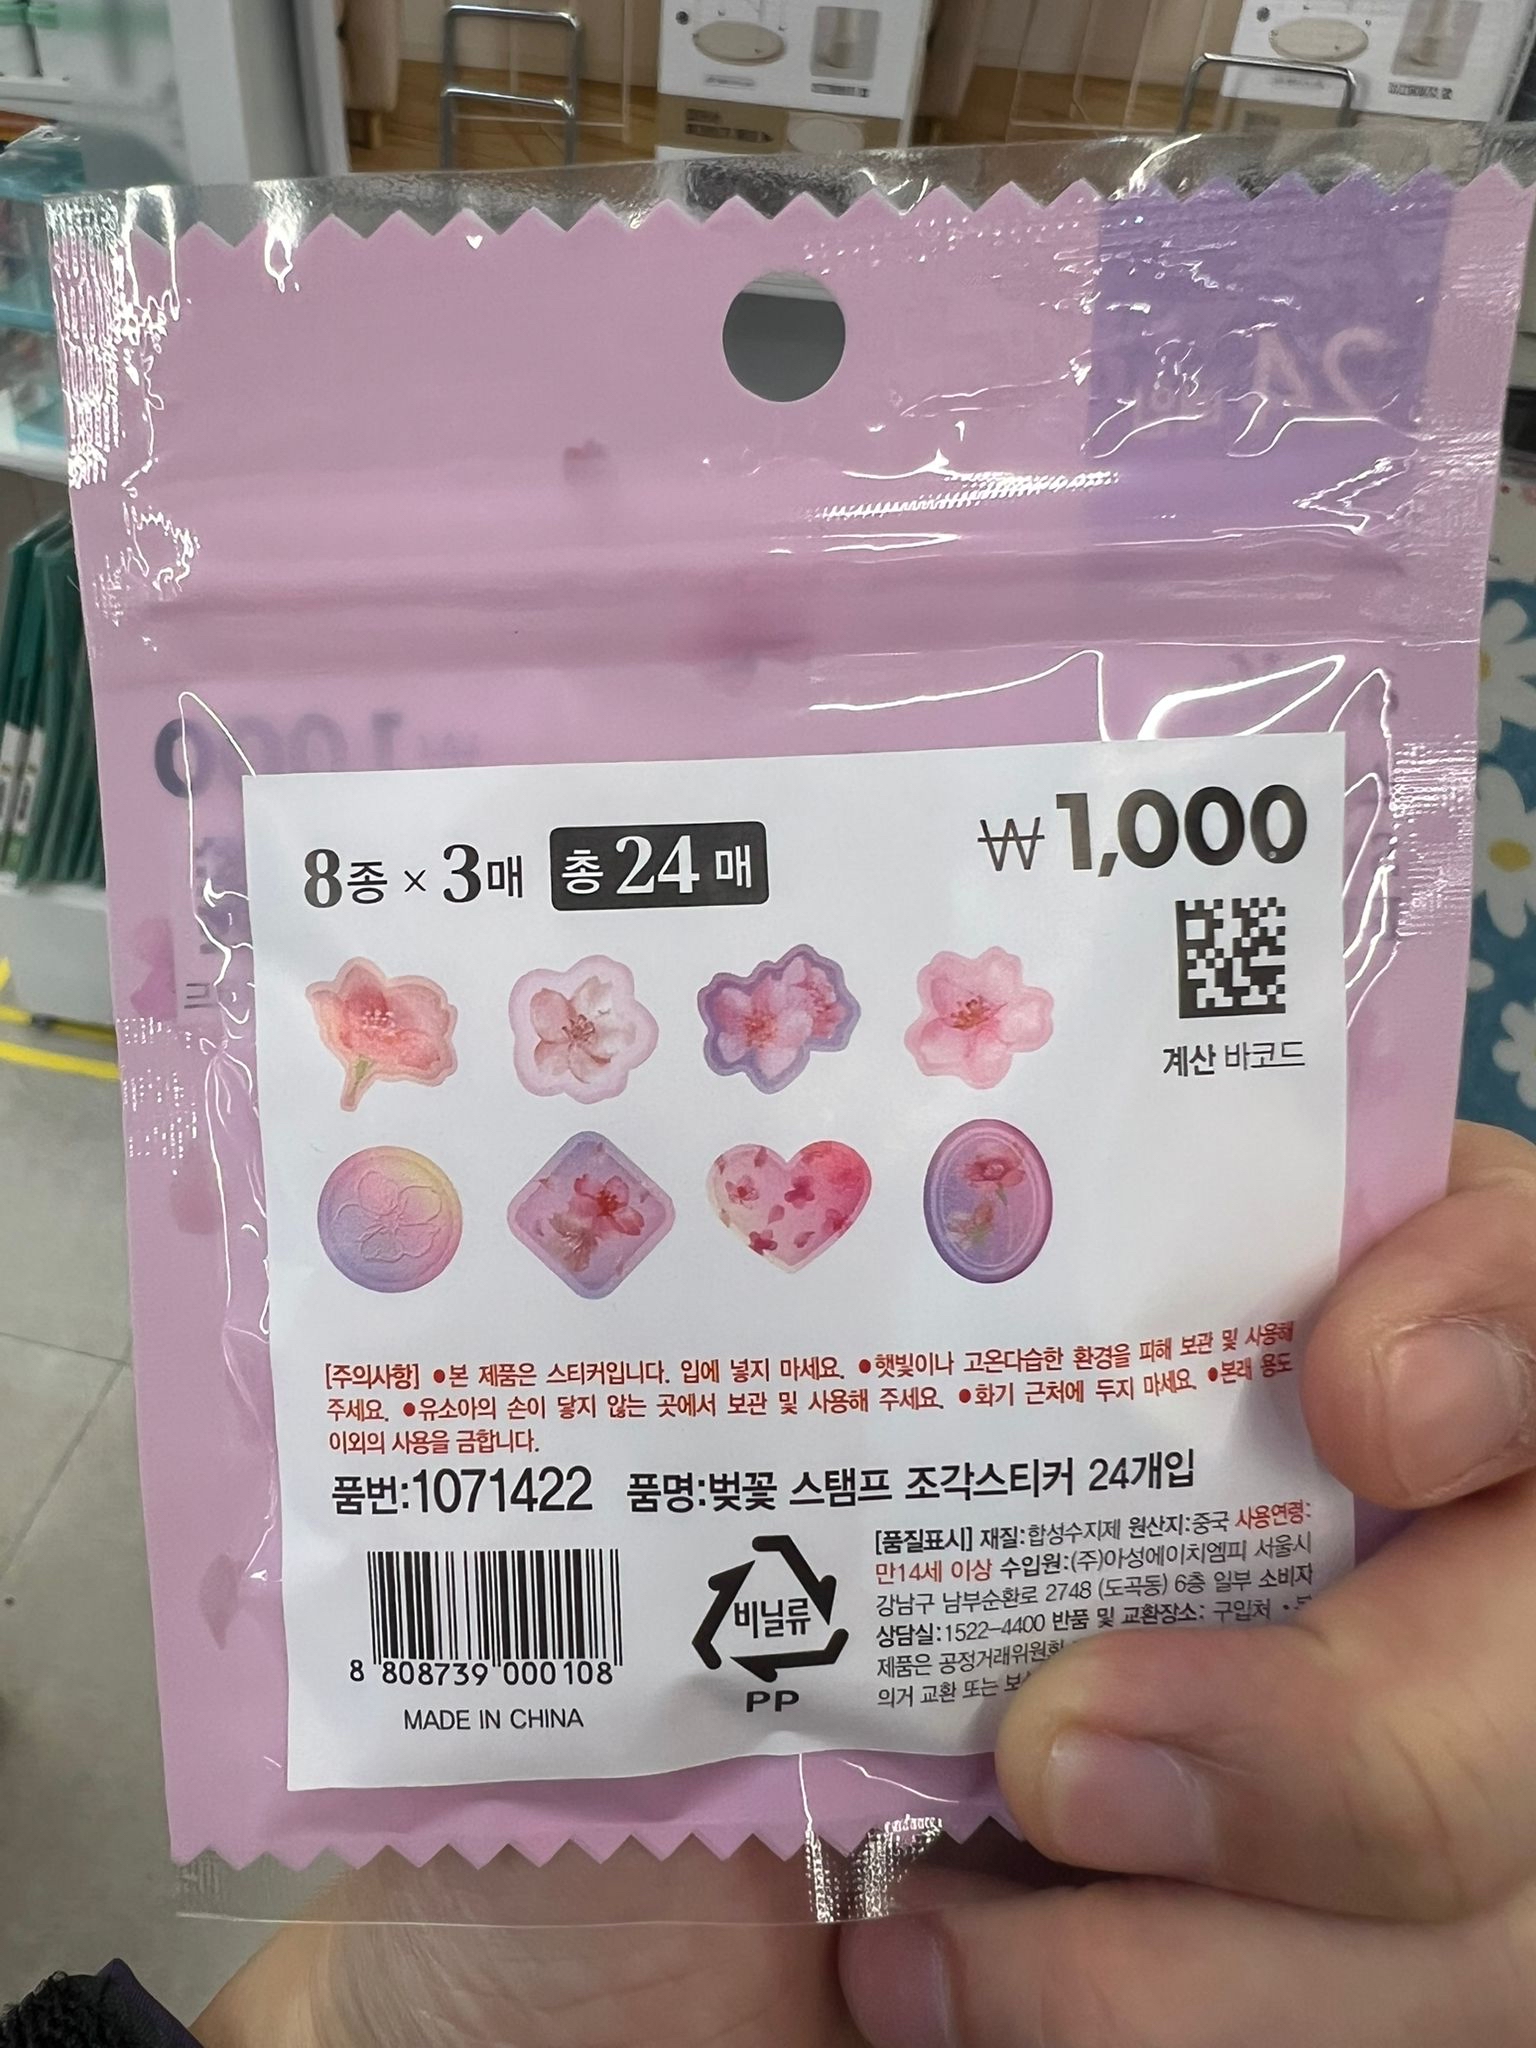 8종 × 3매 총 24 매
₩1,000
계산 바코드
[주의사항] ●본 제품은 스티커입니다. 입에 넣지 마세요. ●햇빛이나 고온다습한 환경을 피해 보관 및 사용해
주세요. ●유소아의 손이 닿지 않는 곳에서 보관 및 사용해 주세요. ●화기 근처에 두지 마세요. ●본래 용도
이외의 사용을 금합니다.
품번:1071422 품명:벚꽃 스탬프 조각스티커 24개입
[품질표시] 재질:합성수지제 원산지:중국 사용연령:
만14세 이상 수입원:(주)아성에이치엠피 서울시
강남구 남부순환로 2748 (도곡동) 6층 일부 소비자
상담실:1522-4400 반품 및 교환장소: 구입처 •본
제품은 공정거래위원회
의거 교환 또는
비닐류
PP
8 808739 000108
MADE IN CHINA